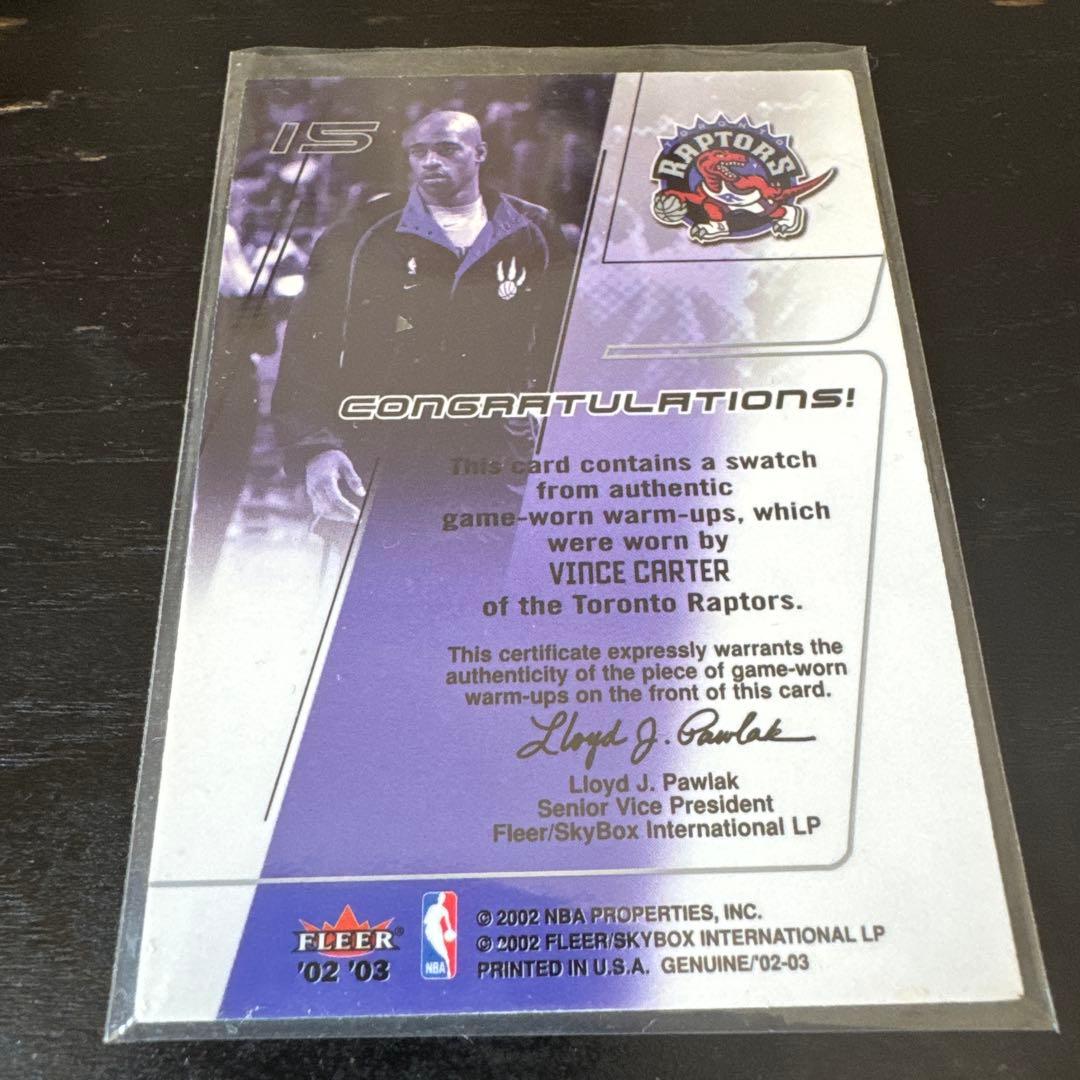 15
RAPTORS
CONGRATULATIONS!
This card contains a swatch
from authentic
game-worn warm-ups, which
were worn by
VINCE CARTER
of the Toronto Raptors.
This certificate expressly warrants the
authenticity of the piece of game-worn
warm-ups on the front of this card.
Lloyd J. Pawlak
Lloyd J. Pawlak
Senior Vice President
Fleer/SkyBox International LP
FLEER®
'02 '03
NBA
© 2002 NBA PROPERTIES, INC.
© 2002 FLEER/SKYBOX INTERNATIONAL LP
PRINTED IN U.S.A. GENUINE/'02-03